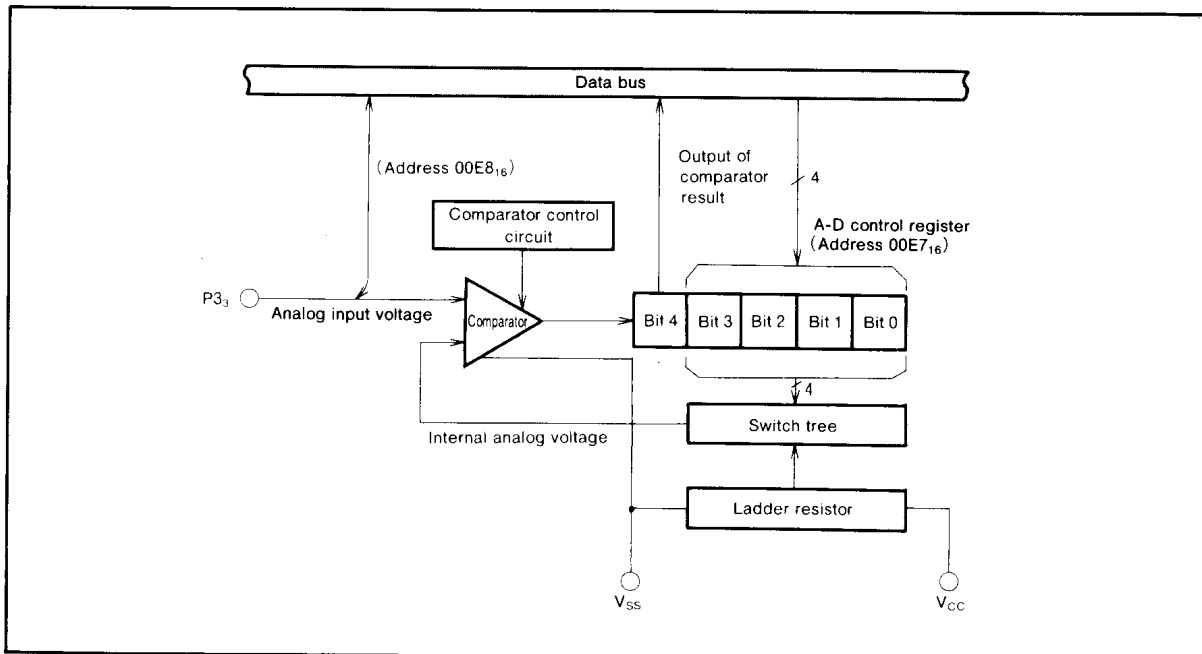 Data bus
(Address 00E8₁₆)
Output of
comparator
result
4
Comparator control
circuit
A-D control register
(Address 00E7₁₆)
P3₃
Analog input voltage
Comparator
Bit 4
Bit 3
Bit 2
Bit 1
Bit 0
4
Switch tree
Internal analog voltage
Ladder resistor
V_SS
V_CC